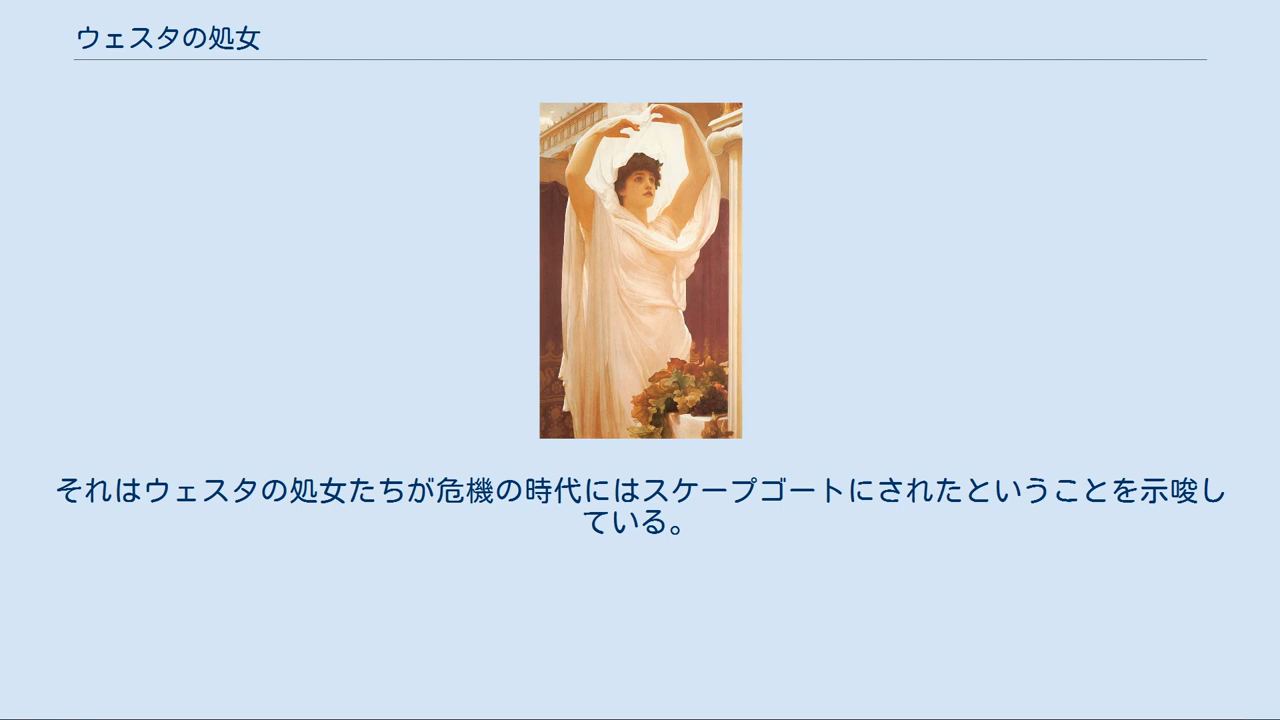 ウェスタの処女
それはウェスタの処女たちが危機の時代にはスケープゴートにされたということを示唆し
ている。